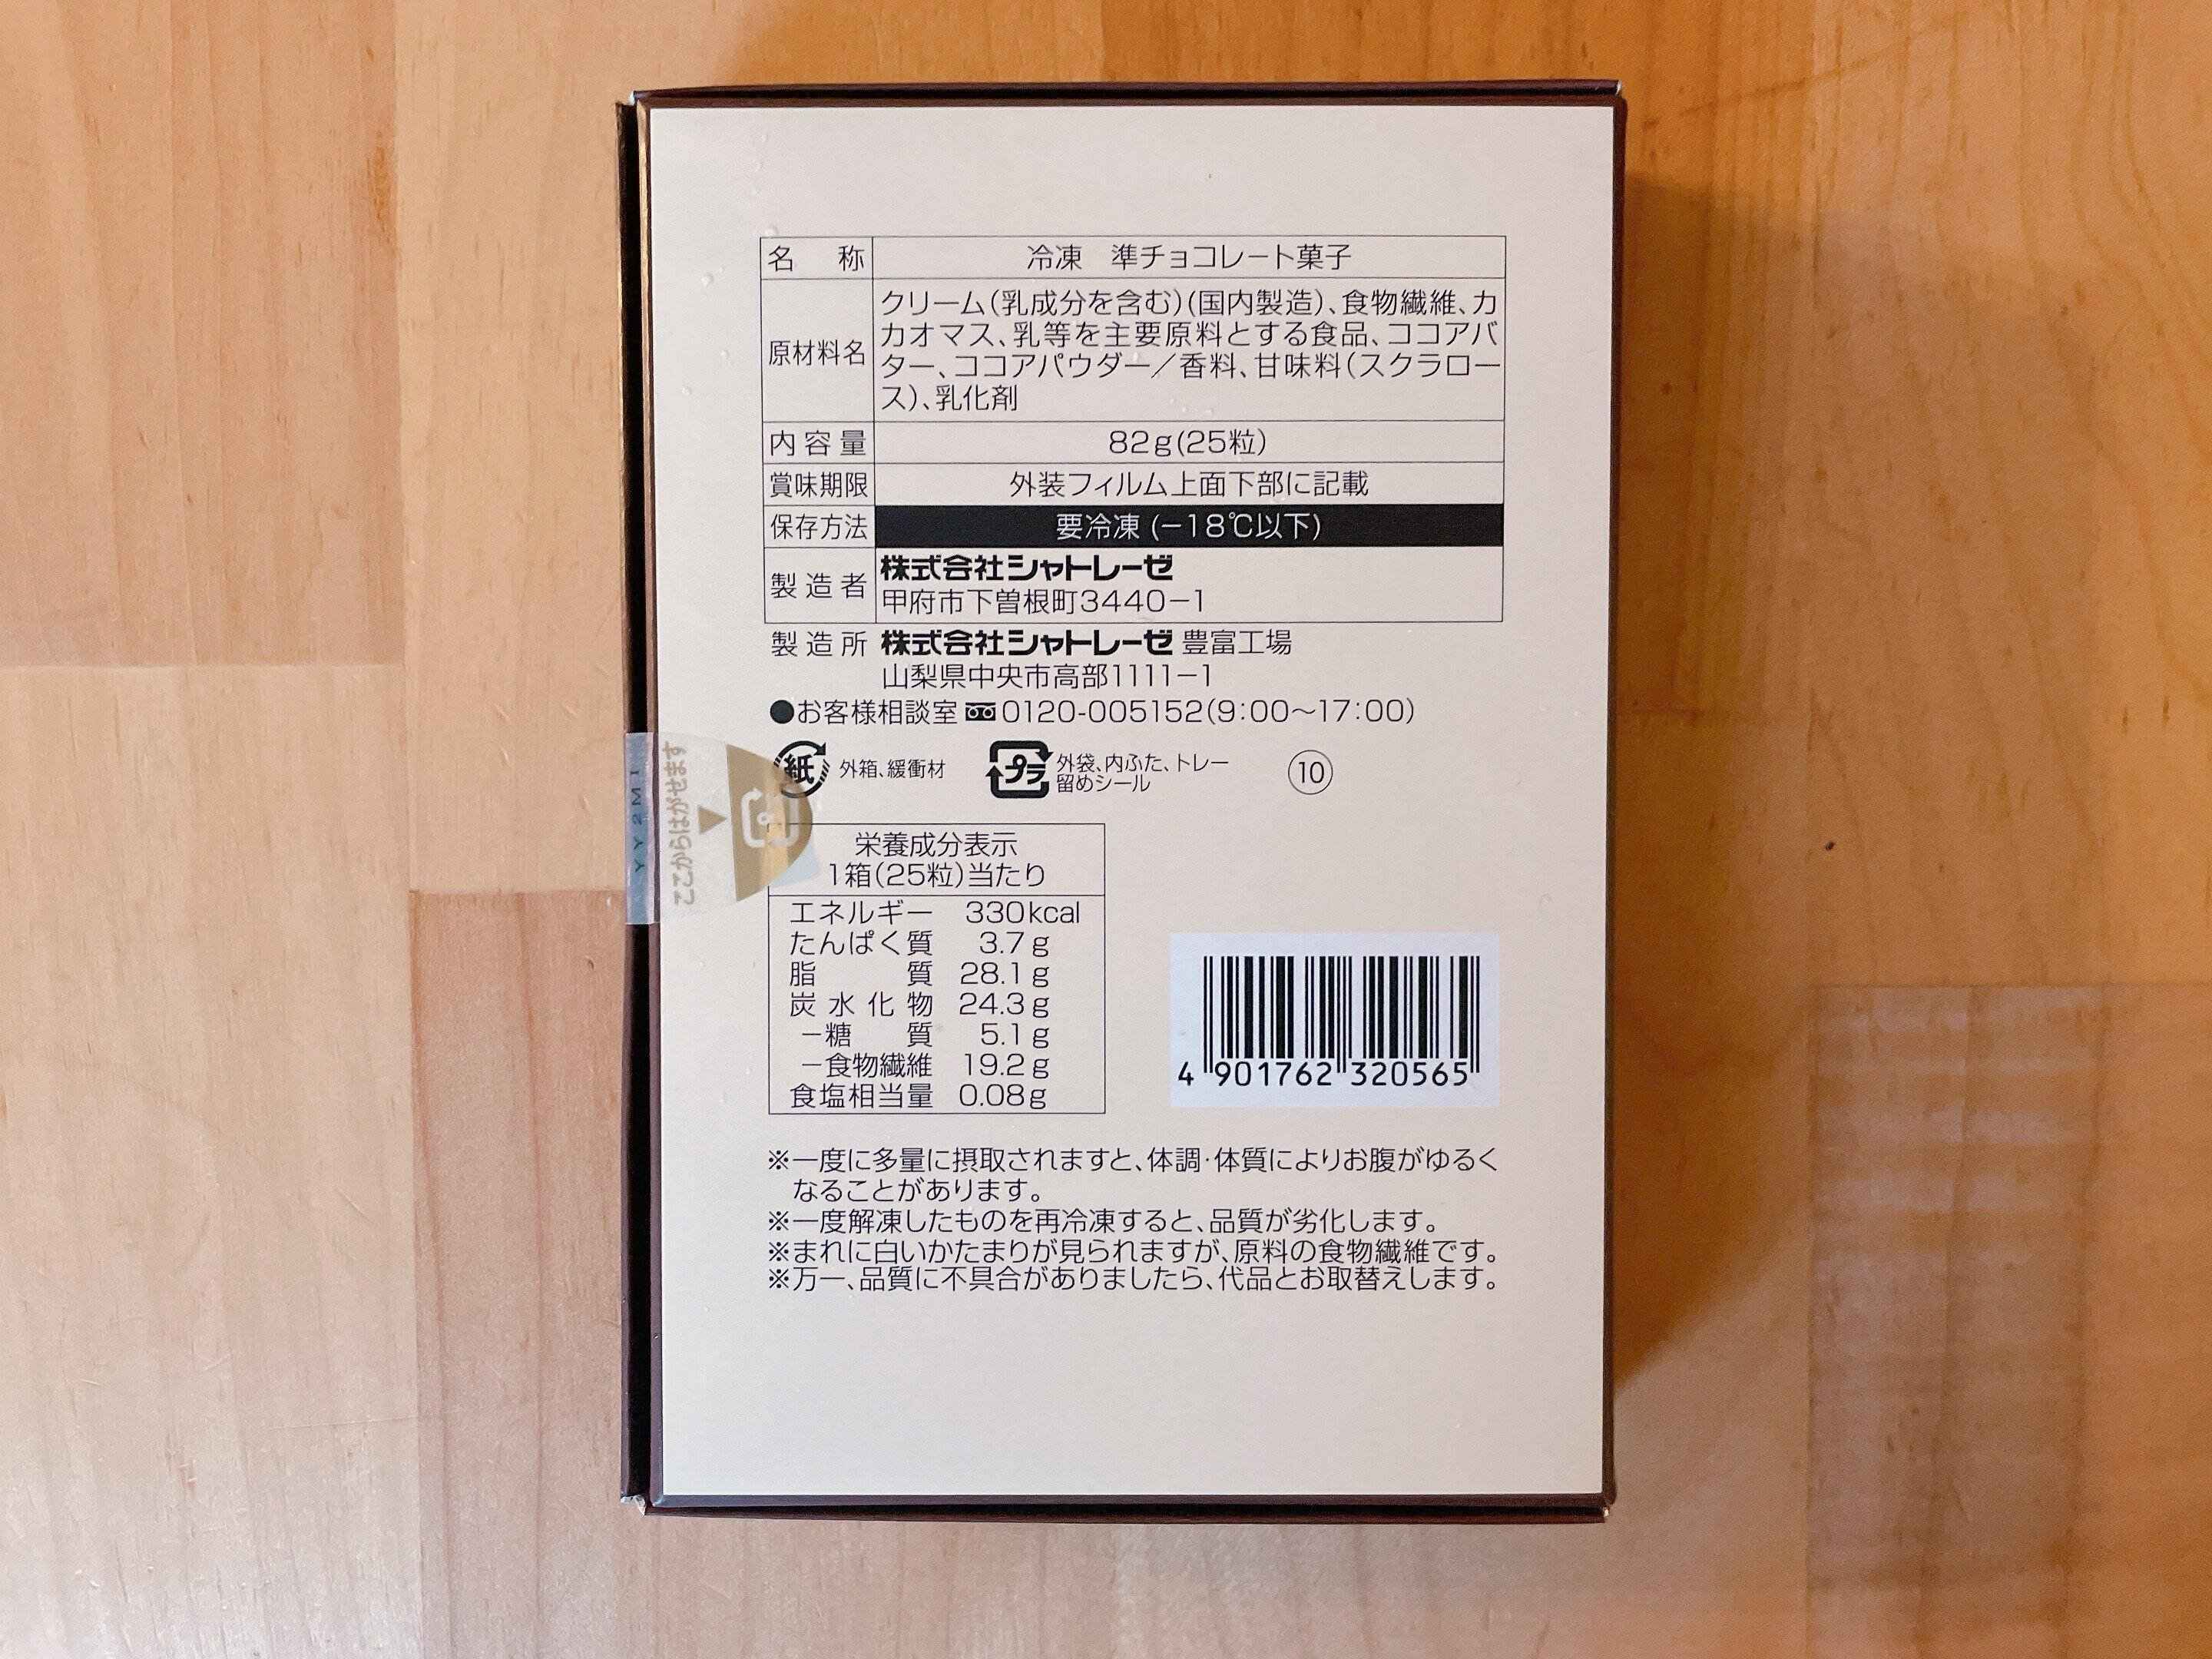 名称 冷凍 準チョコレート菓子
原材料名 クリーム(乳成分を含む)(国内製造)、食物繊維、カ
カオマス、乳等を主要原料とする食品、ココアバ
ター、ココアパウダー/香料、甘味料(スクラロー
ス)、乳化剤
内容量 82g(25粒)
賞味期限 外装フィルム上面下部に記載
保存方法 要冷凍(-18℃以下)
製造者 株式会社シャトレーゼ
甲府市下曽根町3440-1
製造所 株式会社シャトレーゼ 豊富工場
山梨県中央市高部1111-1
●お客様相談室 0120-005152(9:00〜17:00)
紙 外箱、緩衝材
プラ 外袋、内ふた、トレー
留めシール
⑩
ここからはがせます
YY2M1
栄養成分表示
1箱(25粒)当たり
エネルギー 330kcal
たんぱく質 3.7g
脂質 28.1g
炭水化物 24.3g
-糖質 5.1g
-食物繊維 19.2g
食塩相当量 0.08g
4 901762 320565
※一度に多量に摂取されますと、体調・体質によりお腹がゆるく
なることがあります。
※一度解凍したものを再冷凍すると、品質が劣化します。
※まれに白いかたまりが見られますが、原料の食物繊維です。
※万一、品質に不具合がありましたら、代品とお取替えします。